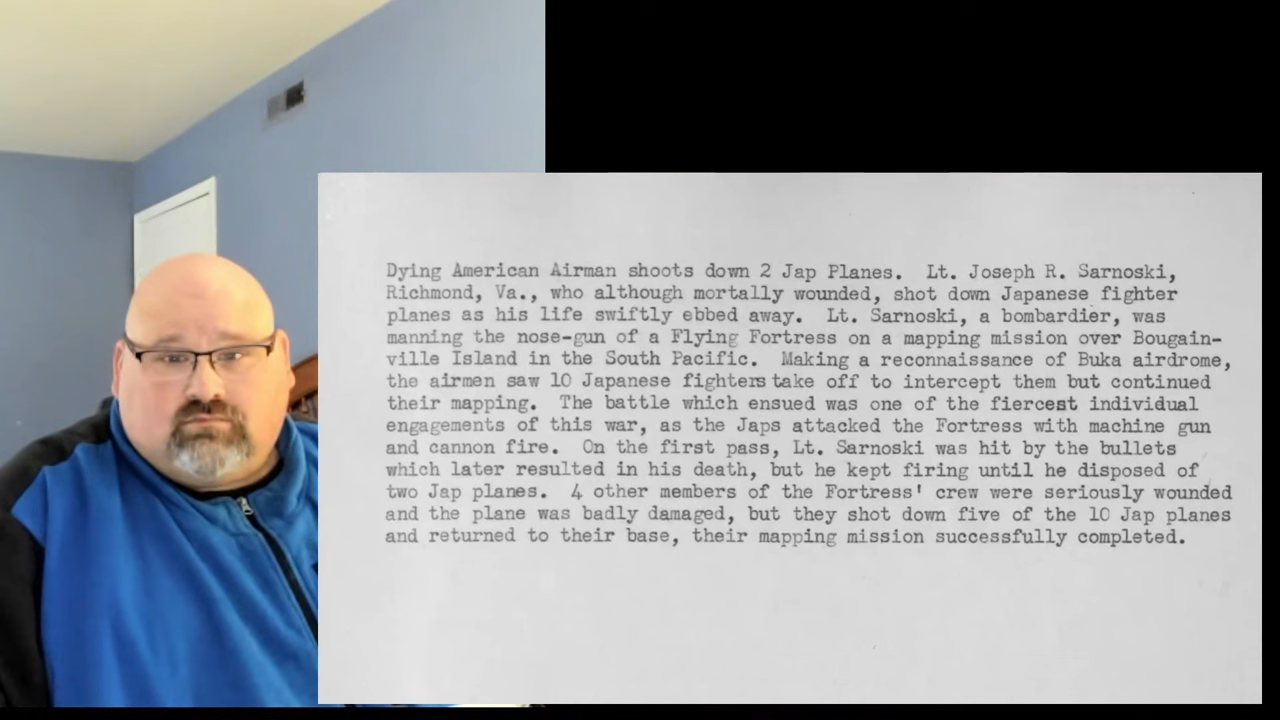 Dying American Airman shoots down 2 Jap Planes. Lt. Joseph R. Sarnoski,
Richmond, Va., who although mortally wounded, shot down Japanese fighter
planes as his life swiftly ebbed away. Lt. Sarnoski, a bombardier, was
manning the nose-gun of a Flying Fortress on a mapping mission over Bougain-
ville Island in the South Pacific. Making a reconnaissance of Buka airdrome,
the airmen saw 10 Japanese fighters take off to intercept them but continued
their mapping. The battle which ensued was one of the fiercest individual
engagements of this war, as the Japs attacked the Fortress with machine gun
and cannon fire. On the first pass, Lt. Sarnoski was hit by the bullets
which later resulted in his death, but he kept firing until he disposed of
two Jap planes. 4 other members of the Fortress' crew were seriously wounded
and the plane was badly damaged, but they shot down five of the 10 Jap planes
and returned to their base, their mapping mission successfully completed.